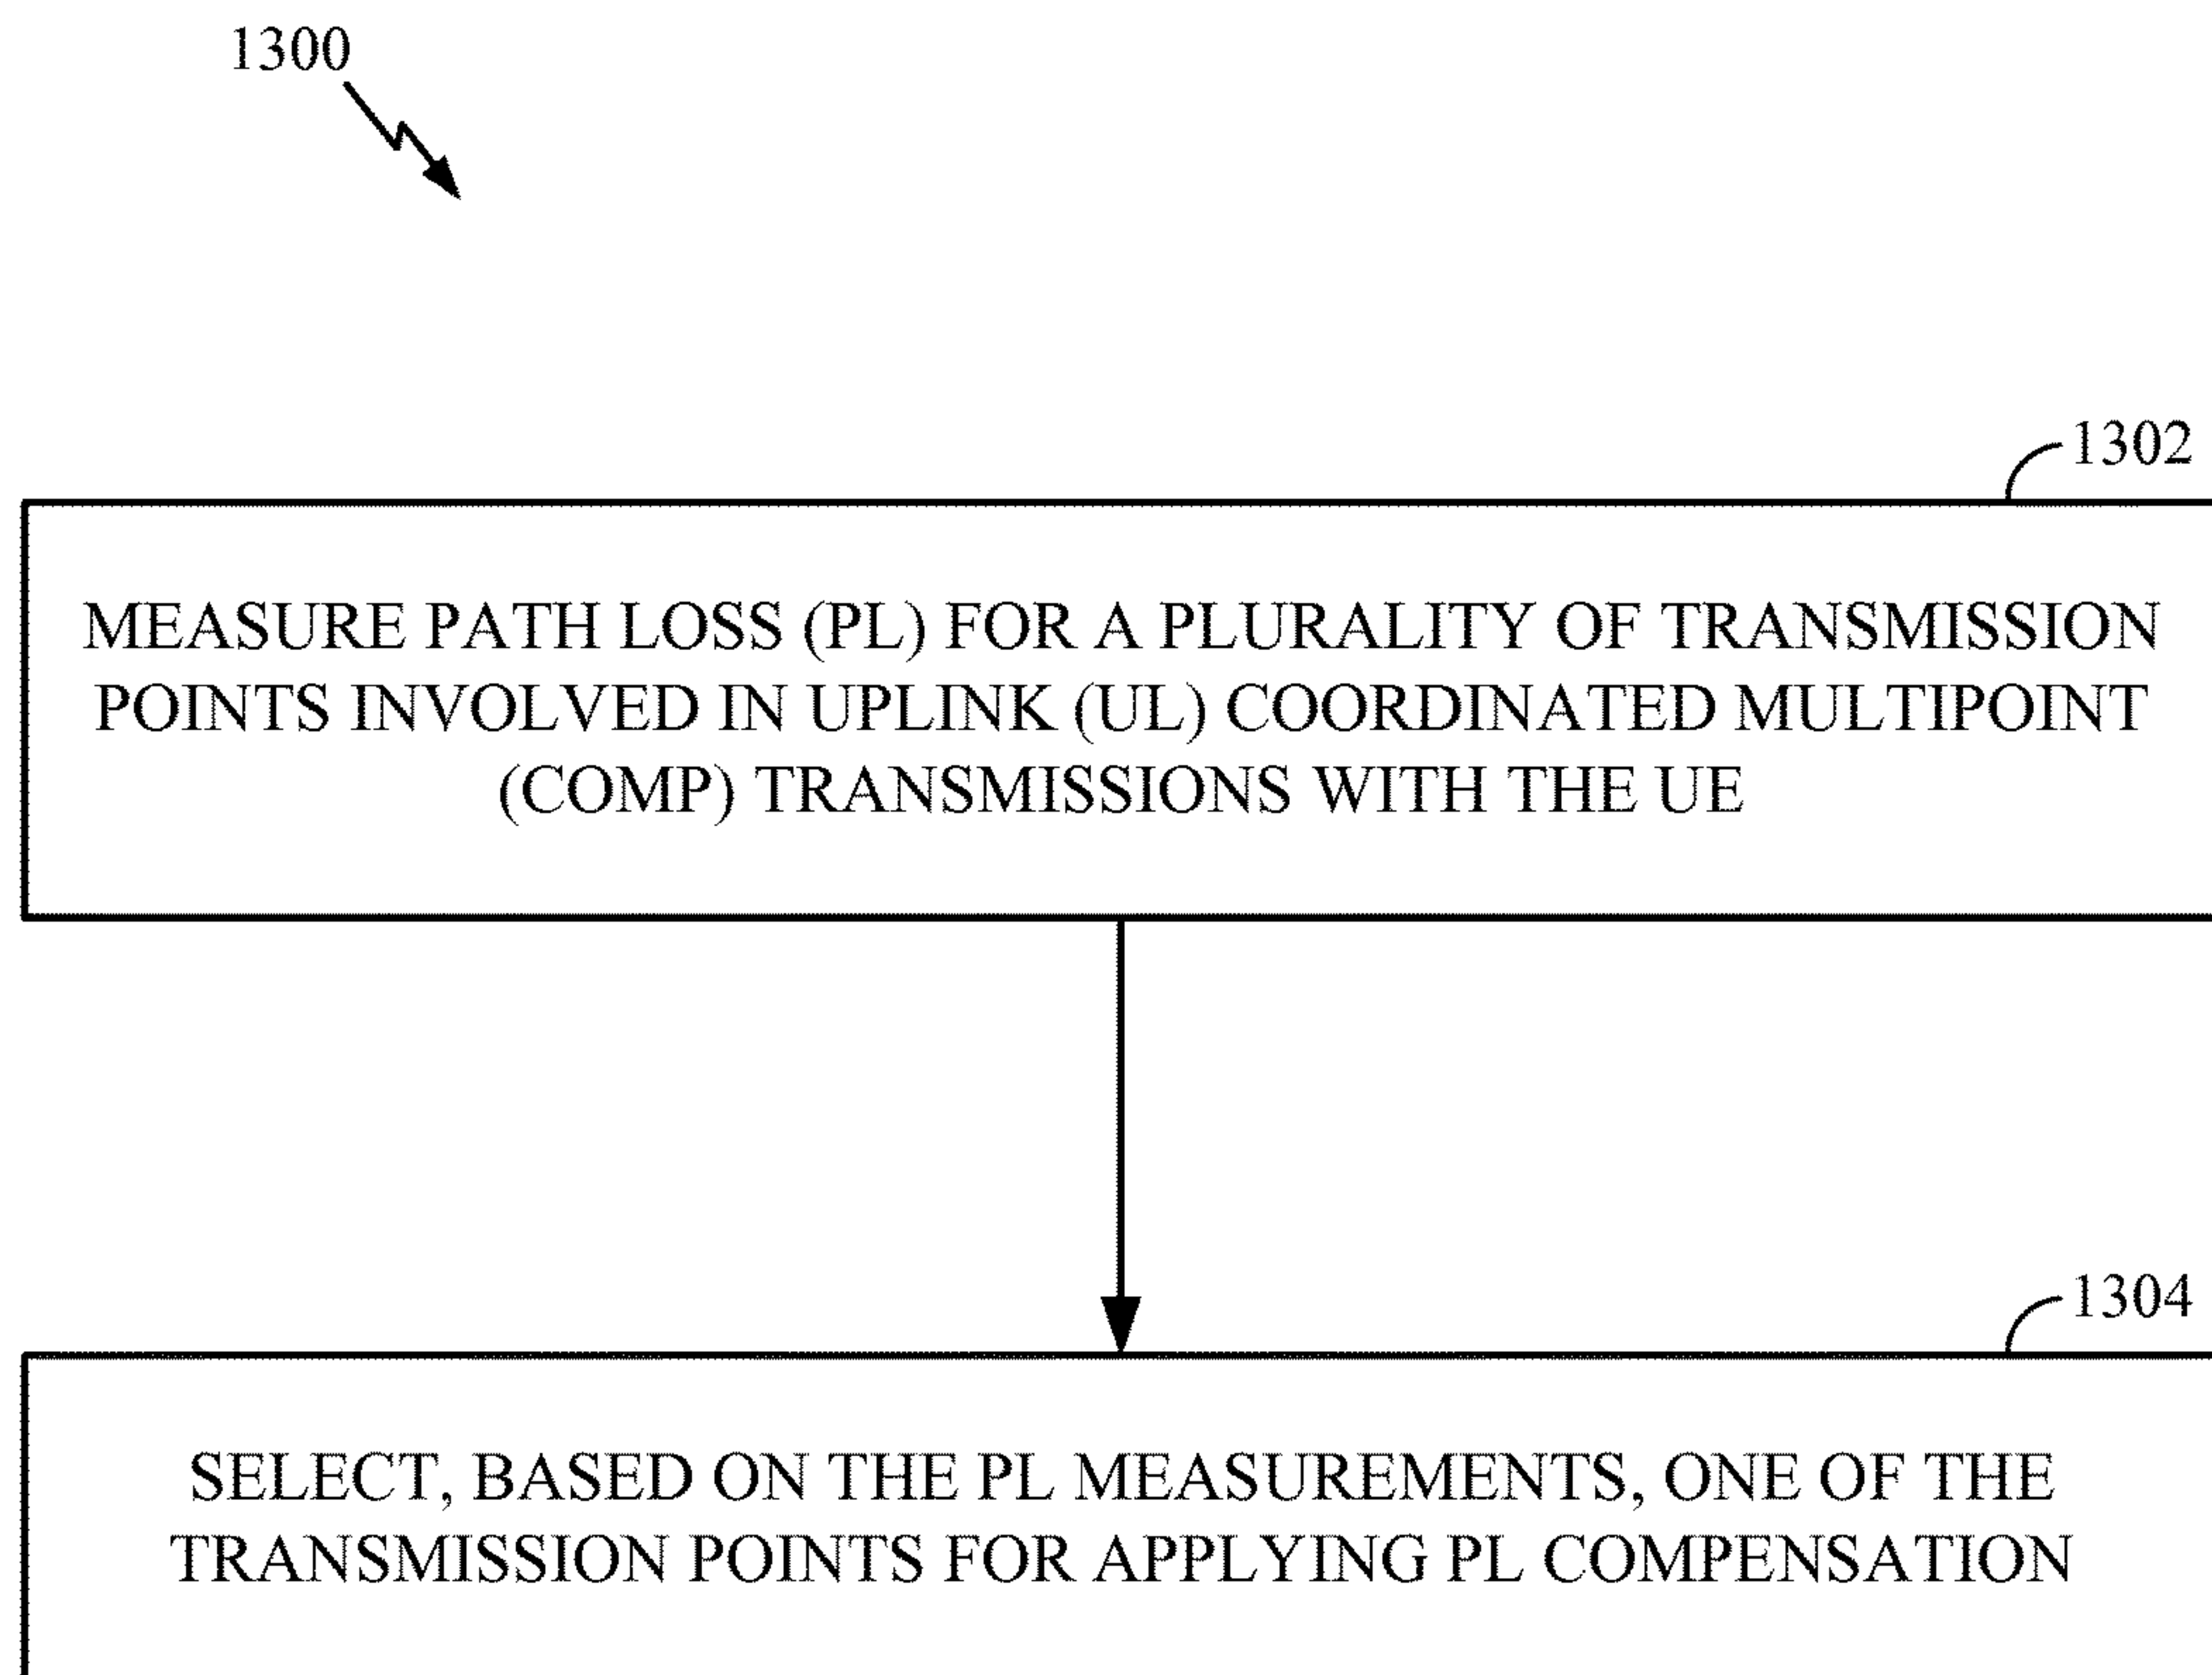 1300
1302
MEASURE PATH LOSS (PL) FOR A PLURALITY OF TRANSMISSION
POINTS INVOLVED IN UPLINK (UL) COORDINATED MULTIPOINT
(COMP) TRANSMISSIONS WITH THE UE
1304
SELECT, BASED ON THE PL MEASUREMENTS, ONE OF THE
TRANSMISSION POINTS FOR APPLYING PL COMPENSATION